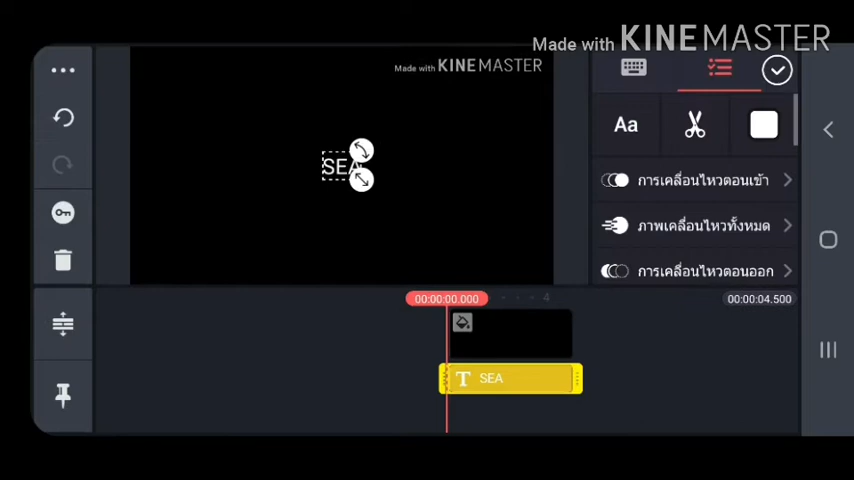 Made with KINEMASTER
Made with KINEMASTER
SEA
Aa
การเคลื่อนไหวตอนเข้า
ภาพเคลื่อนไหวทั้งหมด
การเคลื่อนไหวตอนออก
00:00:00.000
4
00:00:04.500
T SEA